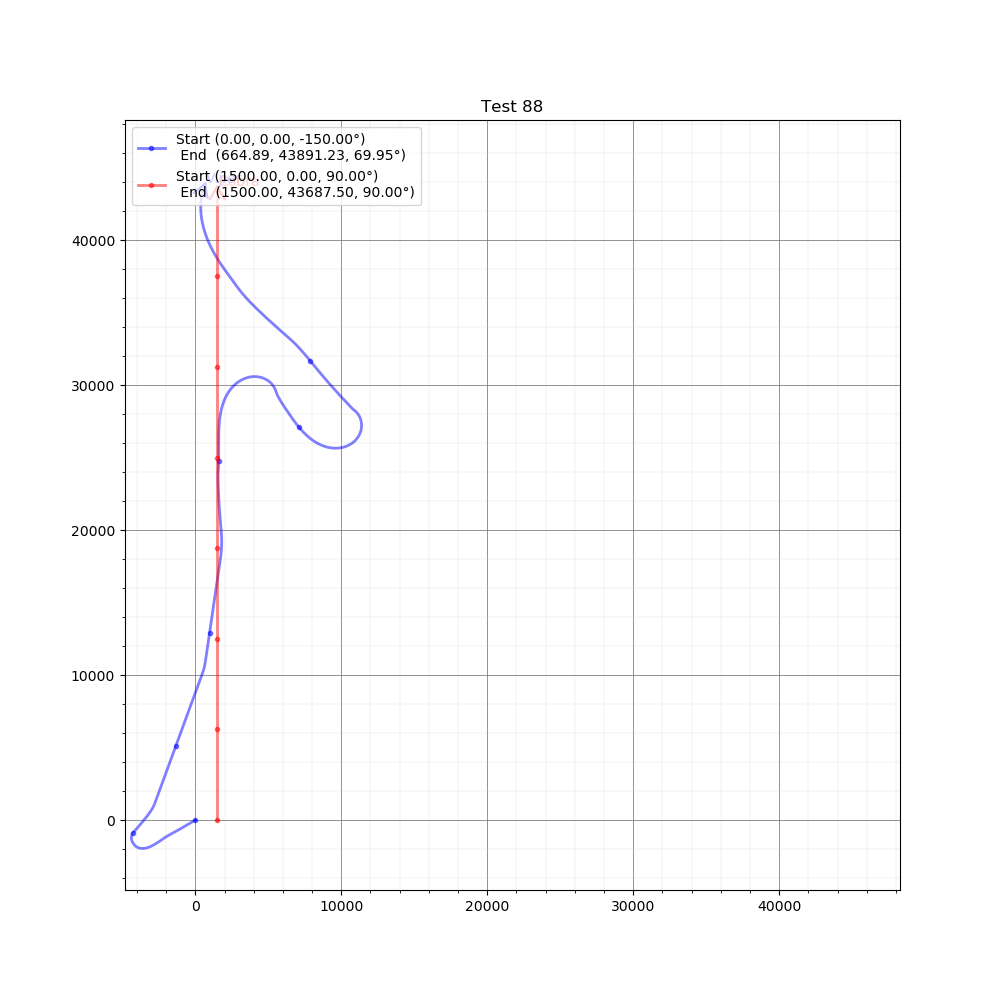 Test 88
Start (0.00, 0.00, -150.00°)
End (664.89, 43891.23, 69.95°)
Start (1500.00, 0.00, 90.00°)
End (1500.00, 43687.50, 90.00°)
40000
30000
20000
10000
0
0 10000 20000 30000 40000